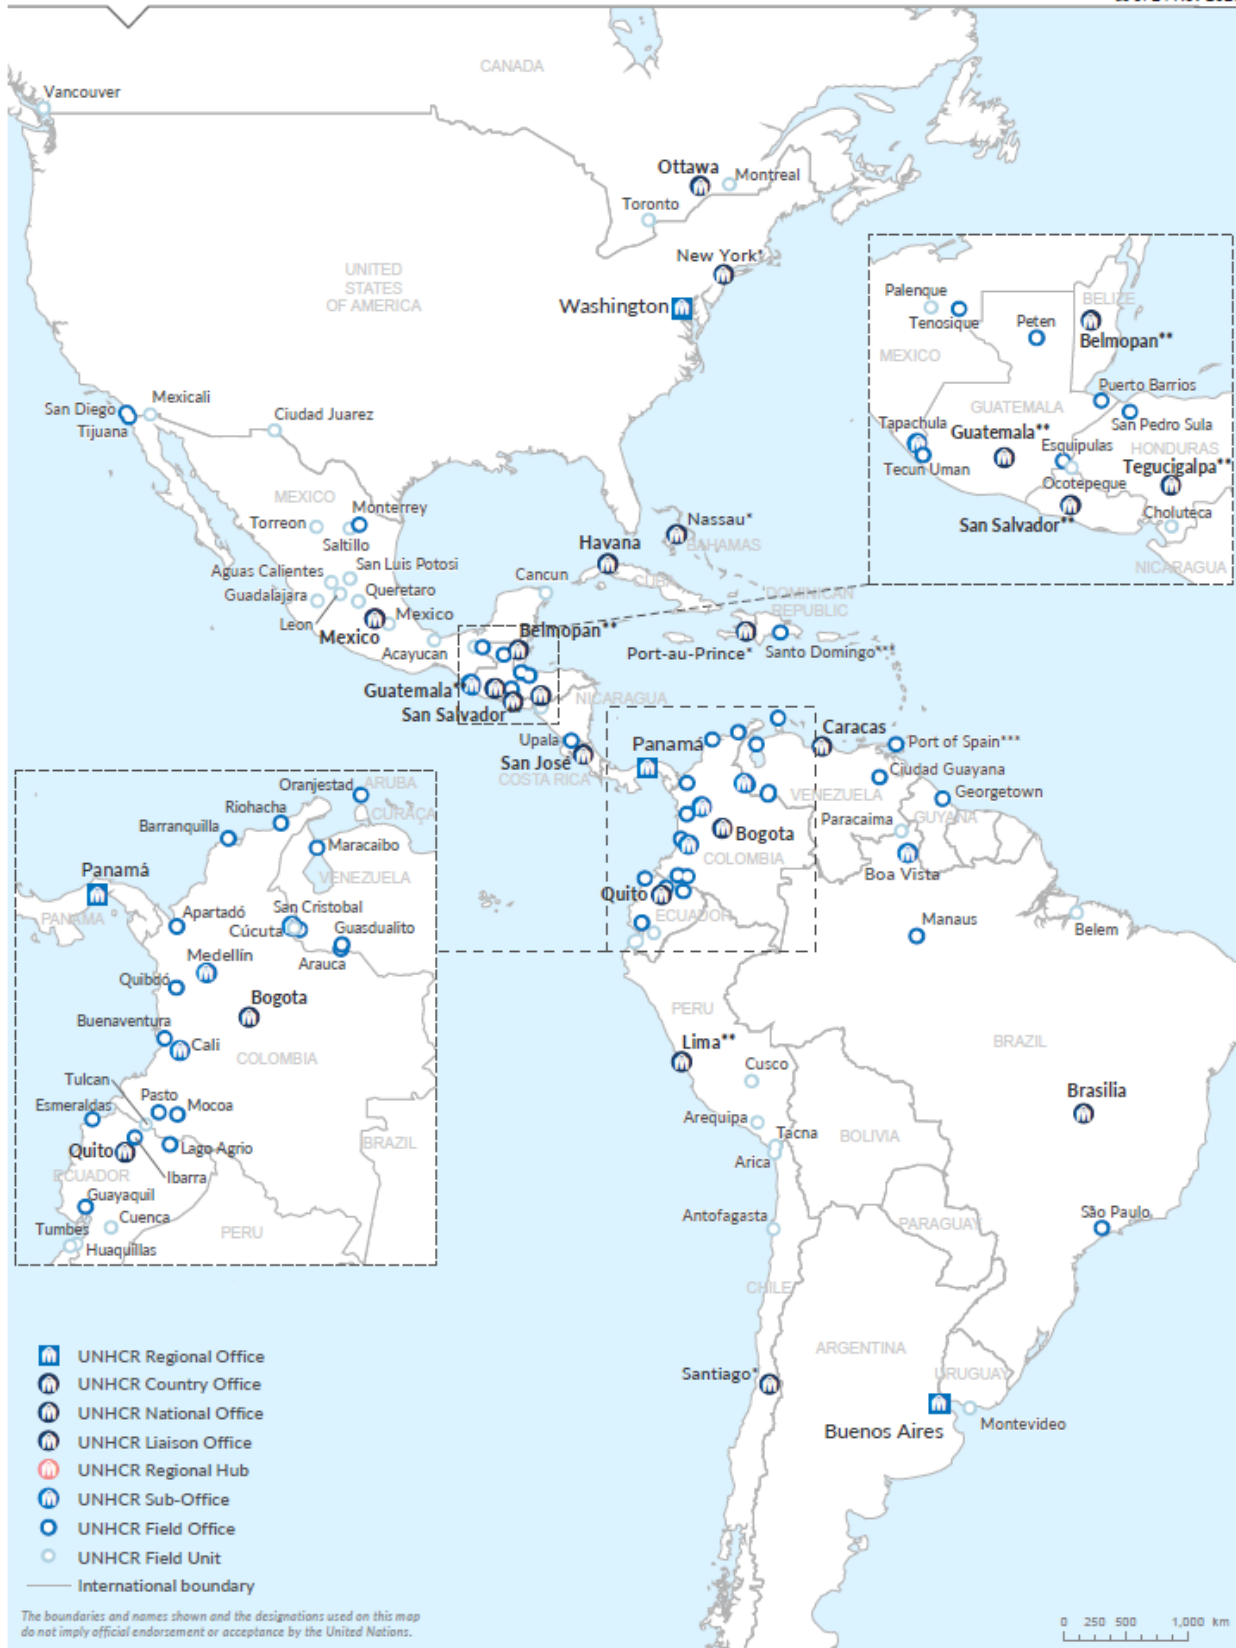 CANADA
Vancouver
Ottawa
Montreal
Toronto
New York*
UNITED
STATES
OF AMERICA
Washington
San Diego
Mexicali
Tijuana
Ciudad Juarez
MEXICO
Monterrey
Torreon
Saltillo
Nassau*
BAHAMAS
Havana
CUBA
San Luis Potosi
Aguas Calientes
Cancun
Guadalajara
Queretaro
Leon
Mexico
Mexico
Acayucan
DOMINICAN
REPUBLIC
Belmopan**
Port-au-Prince*
Santo Domingo***
Guatemala**
San Salvador
NICARAGUA
Upala
San José
COSTA RICA
Panamá
Caracas
Port of Spain***
Ciudad Guayana
VENEZUELA
Georgetown
Paracaima
GUYANA
Bogota
COLOMBIA
Boa Vista
Quito
ECUADOR
Manaus
Belem
PERU
Lima**
Cusco
BRAZIL
Brasilia
Arequipa
Tacna
BOLIVIA
Arica
Antofagasta
PARAGUAY
São Paulo
CHILE
ARGENTINA
URUGUAY
Santiago*
Buenos Aires
Montevideo
Palenque
Tenosique
Peten
BELIZE
Belmopan**
MEXICO
Puerto Barrios
GUATEMALA
San Pedro Sula
Tapachula
Guatemala**
Esquipulas
HONDURAS
Tecun Uman
Tegucigalpa**
Ocotepeque
San Salvador**
Choluteca
NICARAGUA
Oranjestad
ARUBA
Riohacha
CURAÇA
Barranquilla
Maracaibo
Panamá
VENEZUELA
PANAMA
Apartadó
San Cristobal
Cúcuta
Guasdualito
Arauca
Medellín
Quibdó
Bogota
Buenaventura
Cali
COLOMBIA
Tulcan
Pasto
Esmeraldas
Mocoa
Quito
Lago Agrio
BRAZIL
ECUADOR
Ibarra
Guayaquil
Cuenca
Tumbes
PERU
Huaquillas
UNHCR Regional Office
UNHCR Country Office
UNHCR National Office
UNHCR Liaison Office
UNHCR Regional Hub
UNHCR Sub-Office
UNHCR Field Office
UNHCR Field Unit
International boundary
The boundaries and names shown and the designations used on this map
do not imply official endorsement or acceptance by the United Nations.
0 250 500 1,000 km